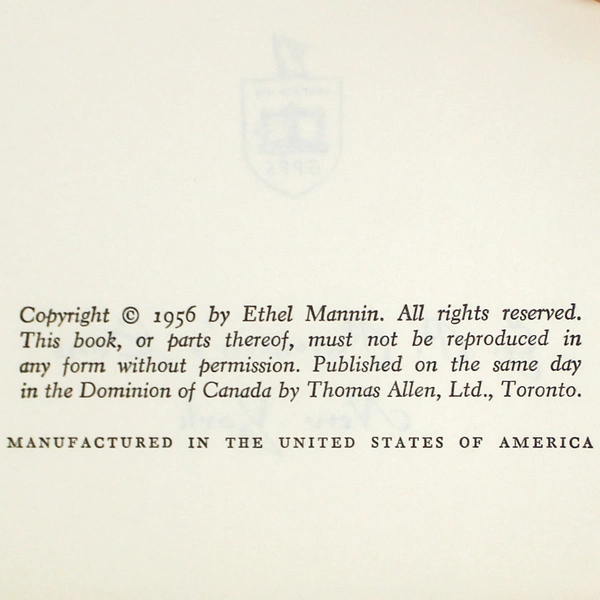 Copyright © 1956 by Ethel Mannin. All rights reserved.
This book, or parts thereof, must not be reproduced in
any form without permission. Published on the same day
in the Dominion of Canada by Thomas Allen, Ltd., Toronto.
MANUFACTURED IN THE UNITED STATES OF AMERICA